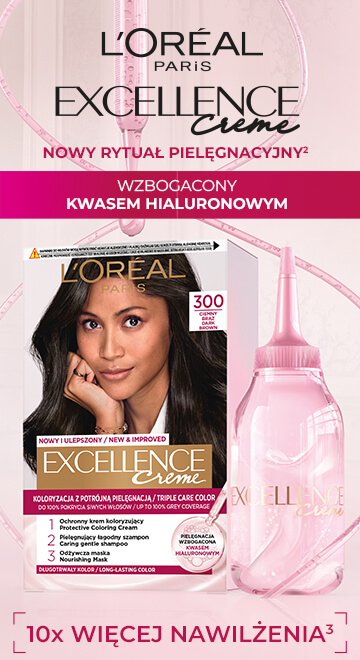 L'ORÉAL
PARIS
EXCELLENCE
Creme
NOWY RYTUAŁ PIELĘGNACYJNY²
WZBOGACONY
KWASEM HIALURONOWYM
L'ORÉAL
PARIS
300
CIEMNY
BRĄZ
DARK
BROWN
NOWY I ULEPSZONY / NEW & IMPROVED
EXCELLENCE
Creme
KOLORYZACJA Z POTRÓJNĄ PIELĘGNACJĄ / TRIPLE CARE COLOR
DO 100% POKRYCIA SIWYCH WŁOSÓW / UP TO 100% GREY COVERAGE
1 Ochronny krem koloryzujący
Protective Coloring Cream
2 Pielęgnujący łagodny szampon
Caring gentle shampoo
3 Odżywcza maska
Nourishing Mask
PIELĘGNACJA
WZBOGACONA
KWASEM
HIALURONOWYM
DŁUGOTRWAŁY KOLOR / LONG-LASTING COLOR
EXCELLENCE
Creme
10x WIĘCEJ NAWILŻENIA³